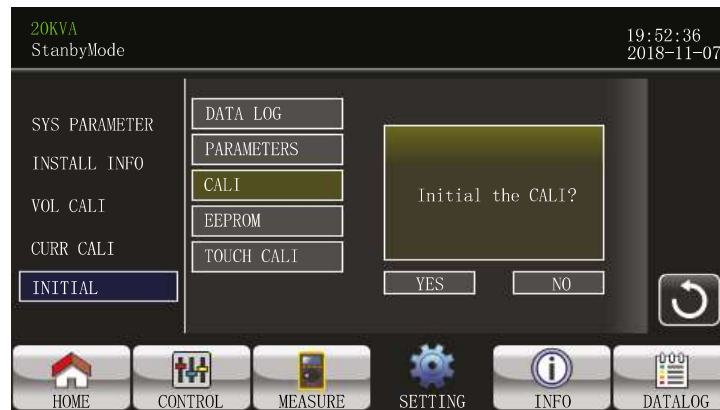 20KVA
StanbyMode
19:52:36
2018-11-07
SYS PARAMETER
INSTALL INFO
VOL CALI
CURR CALI
INITIAL
DATA LOG
PARAMETERS
CALI
EEPROM
TOUCH CALI
Initial the CALI?
YES
NO
HOME
CONTROL
MEASURE
SETTING
INFO
DATALOG